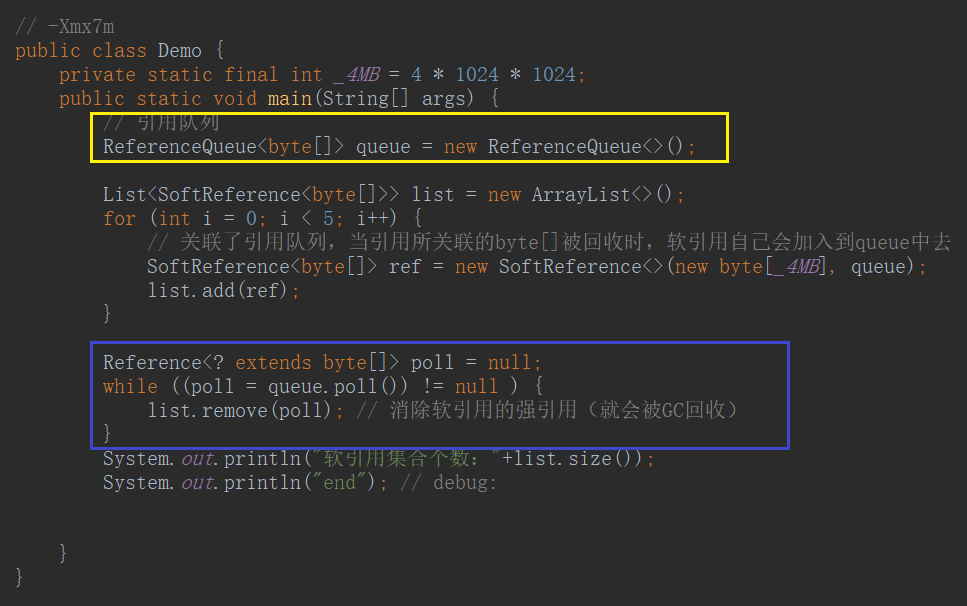 // -Xmx7m
public class Demo {
private static final int _4MB = 4 * 1024 * 1024;
public static void main(String[] args) {
// 引用队列
ReferenceQueue<byte[]> queue = new ReferenceQueue<>();
List<SoftReference<byte[]>> list = new ArrayList<>();
for (int i = 0; i < 5; i++) {
// 关联了引用队列，当引用所关联的byte[]被回收时，软引用自己会加入到queue中去
SoftReference<byte[]> ref = new SoftReference<>(new byte[_4MB], queue);
list.add(ref);
}
Reference<? extends byte[]> poll = null;
while ((poll = queue.poll()) != null ) {
list.remove(poll); // 消除软引用的强引用（就会被GC回收）
}
System.out.println("软引用集合个数："+list.size());
System.out.println("end"); // debug:
}
}